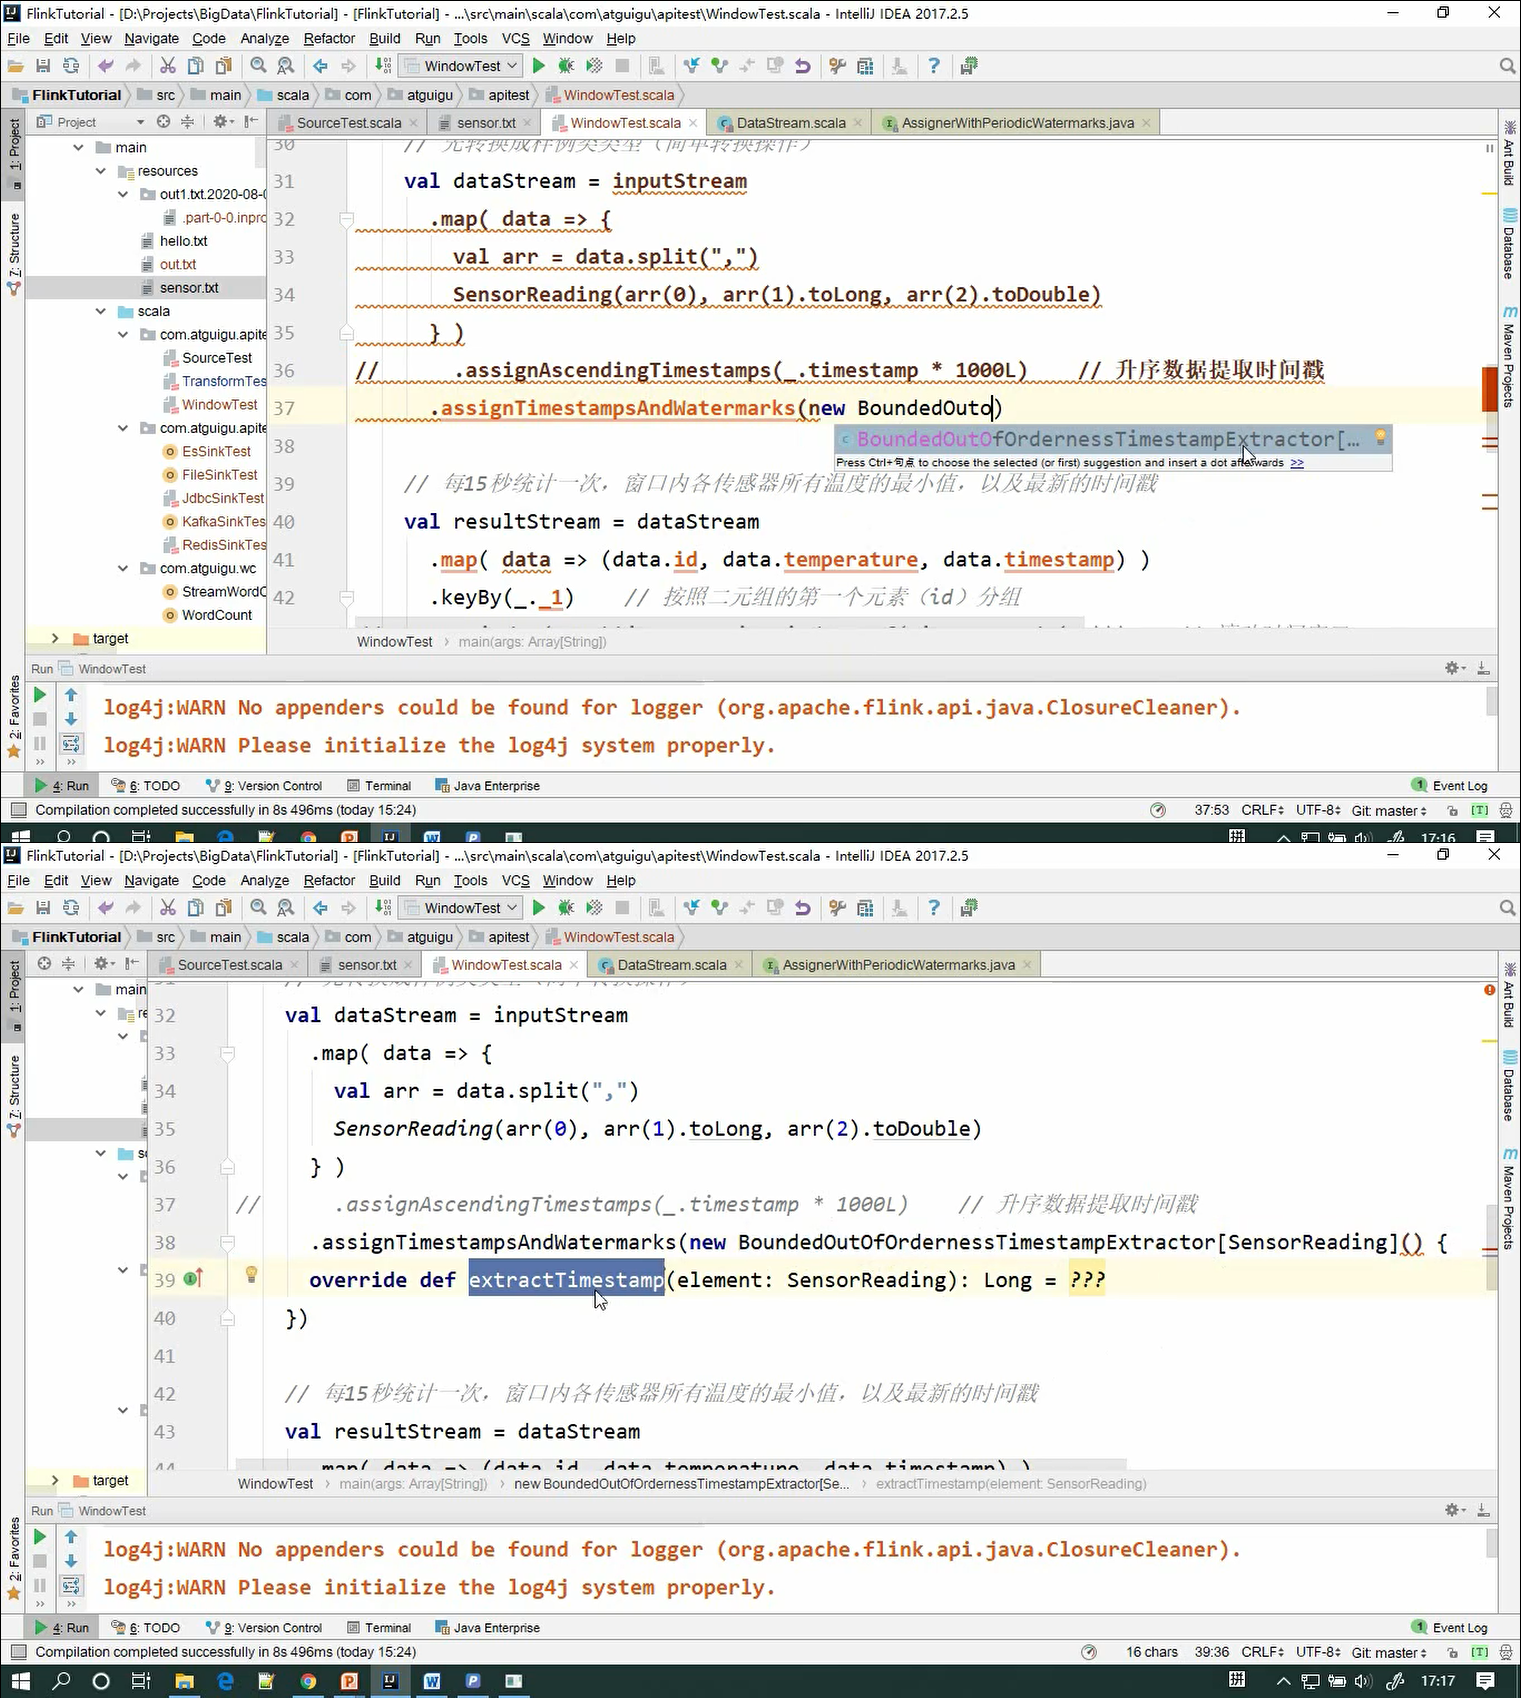 FlinkTutorial - [D:\Projects\BigData\FlinkTutorial] - [FlinkTutorial] - ...\src\main\scala\com\atguigu\apitest\WindowTest.scala - IntelliJ IDEA 2017.2.5
File Edit View Navigate Code Analyze Refactor Build Run Tools VCS Window Help
WindowTest
FlinkTutorial src main scala com atguigu apitest WindowTest.scala
Project SourceTest.scala sensor.txt WindowTest.scala DataStream.scala AssignerWithPeriodicWatermarks.java
1: Project
7: Structure
2: Favorites
Ant Build
Database
Maven Projects
main
resources
out1.txt.2020-08-0
.part-0-0.inpro
hello.txt
out.txt
sensor.txt
scala
com.atguigu.apite
SourceTest
TransformTes
WindowTest
com.atguigu.apite
EsSinkTest
FileSinkTest
JdbcSinkTest
KafkaSinkTes
RedisSinkTes
com.atguigu.wc
StreamWordC
WordCount
target
30 // 先转换成样例类类型（简单转换操作）
31 val dataStream = inputStream
32 .map( data => {
33 val arr = data.split(",")
34 SensorReading(arr(0), arr(1).toLong, arr(2).toDouble)
35 } )
36 // .assignAscendingTimestamps(_.timestamp * 1000L) // 升序数据提取时间戳
37 .assignTimestampsAndWatermarks(new BoundedOuto)
BoundedOutOfOrdernessTimestampExtractor[…
Press Ctrl+句点 to choose the selected (or first) suggestion and insert a dot afterwards >>
38
39 // 每15秒统计一次，窗口内各传感器所有温度的最小值，以及最新的时间戳
40 val resultStream = dataStream
41 .map( data => (data.id, data.temperature, data.timestamp) )
42 .keyBy(_._1) // 按照二元组的第一个元素（id）分组
WindowTest main(args: Array[String])
Run WindowTest
log4j:WARN No appenders could be found for logger (org.apache.flink.api.java.ClosureCleaner).
log4j:WARN Please initialize the log4j system properly.
4: Run 6: TODO 9: Version Control Terminal Java Enterprise 1 Event Log
Compilation completed successfully in 8s 496ms (today 15:24) 37:53 CRLF UTF-8 Git: master [T]
拼 17:16
FlinkTutorial - [D:\Projects\BigData\FlinkTutorial] - [FlinkTutorial] - ...\src\main\scala\com\atguigu\apitest\WindowTest.scala - IntelliJ IDEA 2017.2.5
File Edit View Navigate Code Analyze Refactor Build Run Tools VCS Window Help
WindowTest
FlinkTutorial src main scala com atguigu apitest WindowTest.scala
SourceTest.scala sensor.txt WindowTest.scala DataStream.scala AssignerWithPeriodicWatermarks.java
1: Project
7: Structure
2: Favorites
Ant Build
Database
Maven Projects
main
re
sc
target
32 val dataStream = inputStream
33 .map( data => {
34 val arr = data.split(",")
35 SensorReading(arr(0), arr(1).toLong, arr(2).toDouble)
36 } )
37 // .assignAscendingTimestamps(_.timestamp * 1000L) // 升序数据提取时间戳
38 .assignTimestampsAndWatermarks(new BoundedOutOfOrdernessTimestampExtractor[SensorReading]() {
39 override def extractTimestamp(element: SensorReading): Long = ???
40 })
41
42 // 每15秒统计一次，窗口内各传感器所有温度的最小值，以及最新的时间戳
43 val resultStream = dataStream
44 .map( data => (data.id, data.temperature, data.timestamp) )
WindowTest main(args: Array[String]) new BoundedOutOfOrdernessTimestampExtractor[Se... extractTimestamp(element: SensorReading)
Run WindowTest
log4j:WARN No appenders could be found for logger (org.apache.flink.api.java.ClosureCleaner).
log4j:WARN Please initialize the log4j system properly.
4: Run 6: TODO 9: Version Control Terminal Java Enterprise 1 Event Log
Compilation completed successfully in 8s 496ms (today 15:24) 16 chars 39:36 CRLF UTF-8 Git: master [T]
拼 17:17